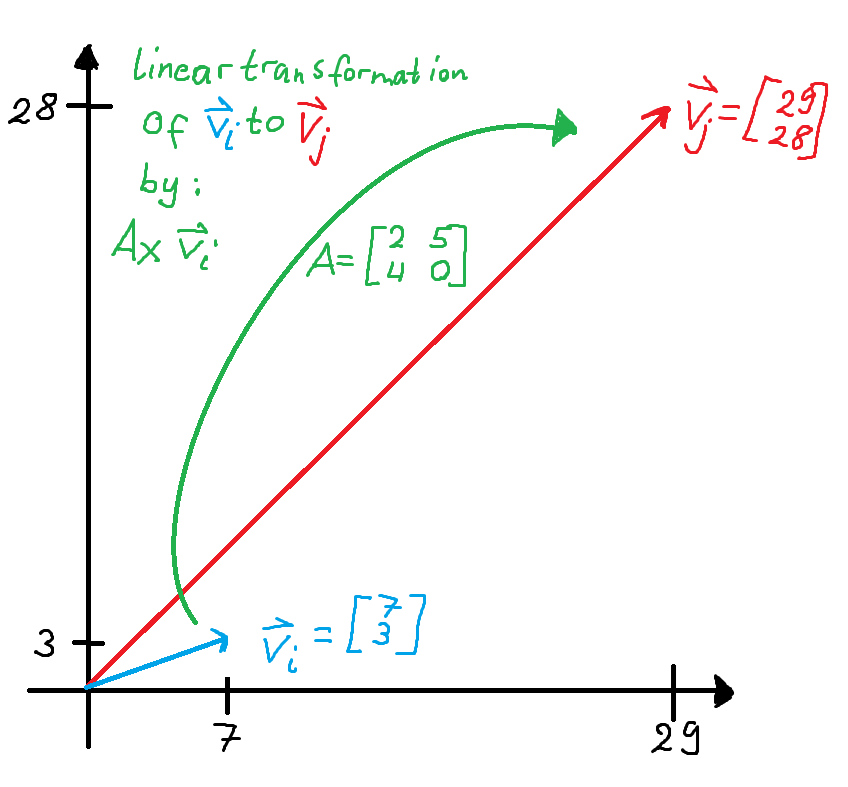 linear transformation
28
of v⃗ᵢ to v⃗ⱼ
v⃗ⱼ = [29
28]
by:
A x v⃗ᵢ
A = [2 5
4 0]
3
v⃗ᵢ = [7
3]
7
29